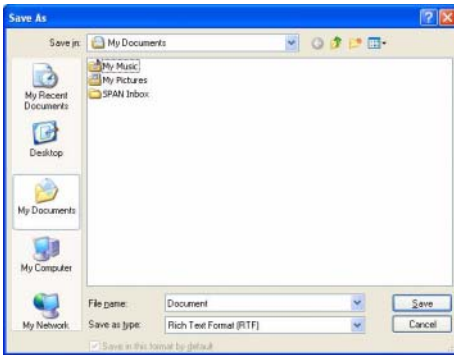 Save As
Save in:
My Documents
My Recent
Documents
Desktop
My Documents
My Computer
My Network
My Music
My Pictures
SPAN Inbox
File name:
Document
Save
Save as type:
Rich Text Format (RTF)
Cancel
Save in this format by default